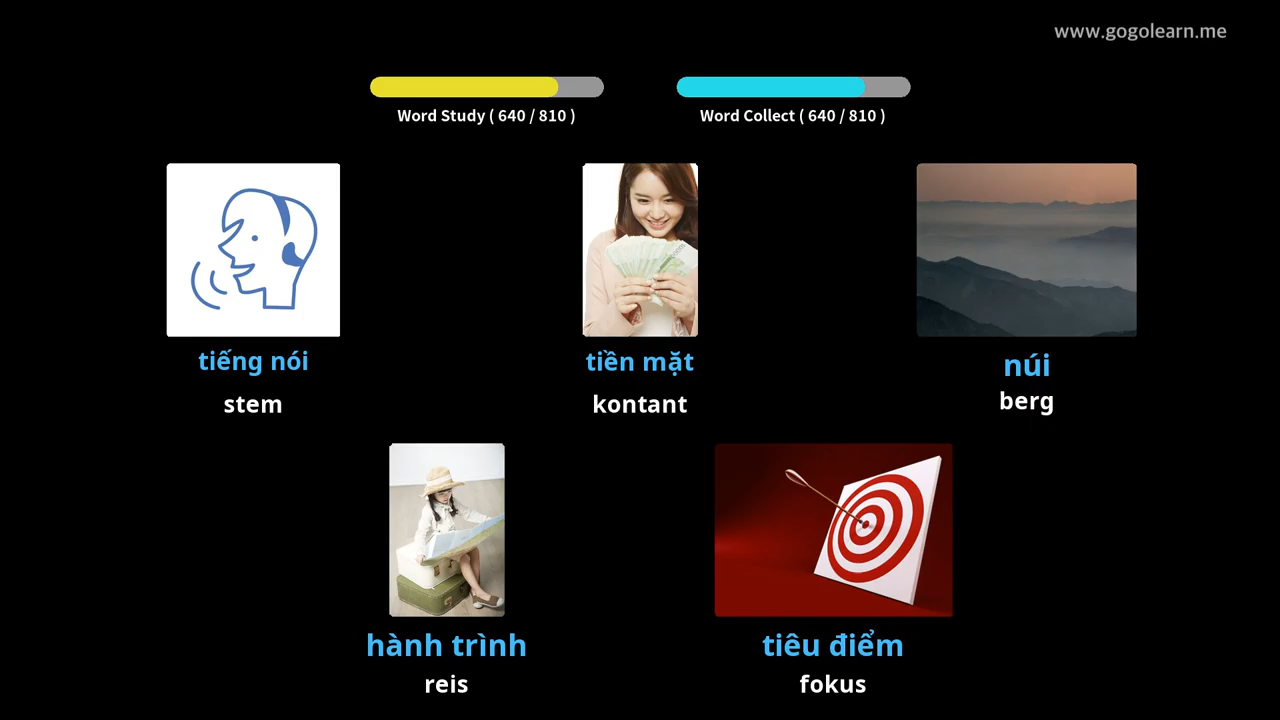 www.gogolearn.me
Word Study ( 640 / 810 )
Word Collect ( 640 / 810 )
tiếng nói
stem
tiền mặt
kontant
núi
berg
hành trình
reis
tiêu điểm
fokus